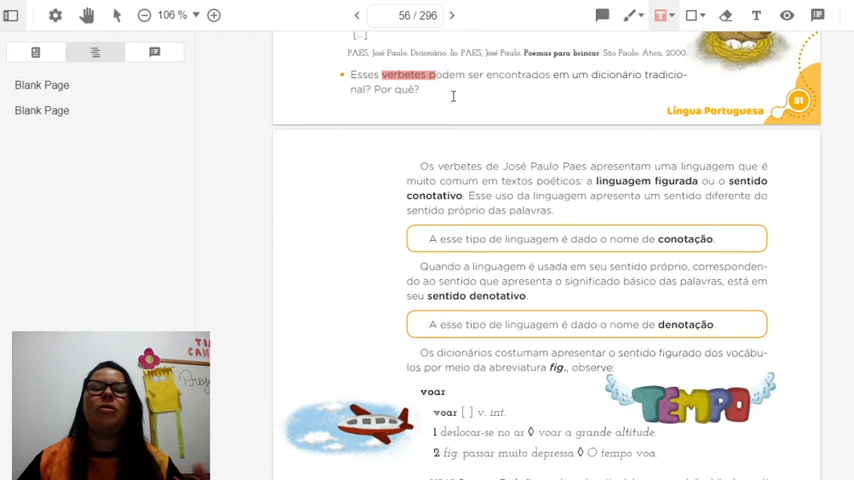 106 %
56 / 296
Blank Page
Blank Page
[...]
PAES, José Paulo. Dicionário. In: PAES, José Paulo. Poemas para brincar. São Paulo: Ática, 2000.
• Esses verbetes podem ser encontrados em um dicionário tradicio-
nal? Por quê?
51
Língua Portuguesa
Os verbetes de José Paulo Paes apresentam uma linguagem que é
muito comum em textos poéticos: a linguagem figurada ou o sentido
conotativo. Esse uso da linguagem apresenta um sentido diferente do
sentido próprio das palavras.
A esse tipo de linguagem é dado o nome de conotação.
Quando a linguagem é usada em seu sentido próprio, corresponden-
do ao sentido que apresenta o significado básico das palavras, está em
seu sentido denotativo.
A esse tipo de linguagem é dado o nome de denotação.
Os dicionários costumam apresentar o sentido figurado dos vocábu-
los por meio da abreviatura fig., observe:
voar
TEMPO
voar [ ] v. int.
1 deslocar-se no ar ◊ voar a grande altitude.
2 fig. passar muito depressa ◊ O tempo voa.